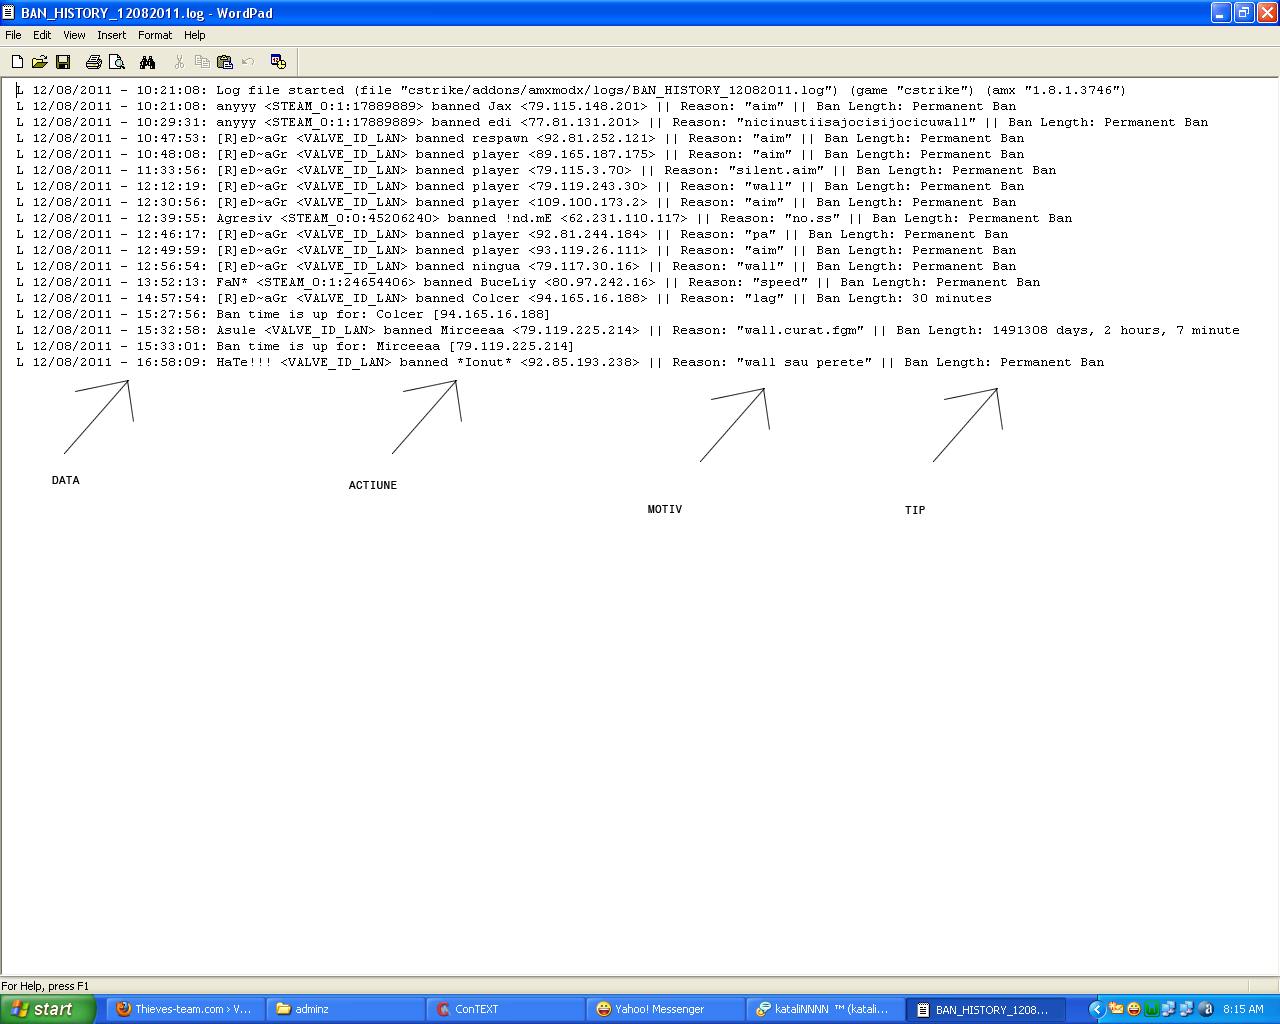 BAN_HISTORY_12082011.log - WordPad
File Edit View Insert Format Help
L 12/08/2011 - 10:21:08: Log file started (file "cstrike/addons/amxmodx/logs/BAN_HISTORY_12082011.log") (game "cstrike") (amx "1.8.1.3746")
L 12/08/2011 - 10:21:08: anyyy <STEAM_0:1:17889889> banned Jax <79.115.148.201> || Reason: "aim" || Ban Length: Permanent Ban
L 12/08/2011 - 10:29:31: anyyy <STEAM_0:1:17889889> banned edi <77.81.131.201> || Reason: "nicinustiisajocisijocicuwall" || Ban Length: Permanent Ban
L 12/08/2011 - 10:47:53: [R]eD~aGr <VALVE_ID_LAN> banned respawn <92.81.252.121> || Reason: "aim" || Ban Length: Permanent Ban
L 12/08/2011 - 10:48:08: [R]eD~aGr <VALVE_ID_LAN> banned player <89.165.187.175> || Reason: "aim" || Ban Length: Permanent Ban
L 12/08/2011 - 11:33:56: [R]eD~aGr <VALVE_ID_LAN> banned player <79.115.3.70> || Reason: "silent.aim" || Ban Length: Permanent Ban
L 12/08/2011 - 12:12:19: [R]eD~aGr <VALVE_ID_LAN> banned player <79.119.243.30> || Reason: "wall" || Ban Length: Permanent Ban
L 12/08/2011 - 12:30:56: [R]eD~aGr <VALVE_ID_LAN> banned player <109.100.173.2> || Reason: "aim" || Ban Length: Permanent Ban
L 12/08/2011 - 12:39:55: Agresiv <STEAM_0:0:45206240> banned !nd.mE <62.231.110.117> || Reason: "no.ss" || Ban Length: Permanent Ban
L 12/08/2011 - 12:46:17: [R]eD~aGr <VALVE_ID_LAN> banned player <92.81.244.184> || Reason: "pa" || Ban Length: Permanent Ban
L 12/08/2011 - 12:49:59: [R]eD~aGr <VALVE_ID_LAN> banned player <93.119.26.111> || Reason: "aim" || Ban Length: Permanent Ban
L 12/08/2011 - 12:56:54: [R]eD~aGr <VALVE_ID_LAN> banned ningua <79.117.30.16> || Reason: "wall" || Ban Length: Permanent Ban
L 12/08/2011 - 13:52:13: FaN* <STEAM_0:1:24654406> banned BuceLiy <80.97.242.16> || Reason: "speed" || Ban Length: Permanent Ban
L 12/08/2011 - 14:57:54: [R]eD~aGr <VALVE_ID_LAN> banned Colcer <94.165.16.188> || Reason: "lag" || Ban Length: 30 minutes
L 12/08/2011 - 15:27:56: Ban time is up for: Colcer [94.165.16.188]
L 12/08/2011 - 15:32:58: Asule <VALVE_ID_LAN> banned Mirceeaa <79.119.225.214> || Reason: "wall.curat.fgm" || Ban Length: 1491308 days, 2 hours, 7 minute
L 12/08/2011 - 15:33:01: Ban time is up for: Mirceeaa [79.119.225.214]
L 12/08/2011 - 16:58:09: HaTe!!! <VALVE_ID_LAN> banned *Ionut* <92.85.193.238> || Reason: "wall sau perete" || Ban Length: Permanent Ban
DATA ACTIUNE MOTIV TIP
For Help, press F1
start Thieves-team.com › V... adminz ConTEXT Yahoo! Messenger kataliNNNN ™ (katali... BAN_HISTORY_1208... 8:15 AM